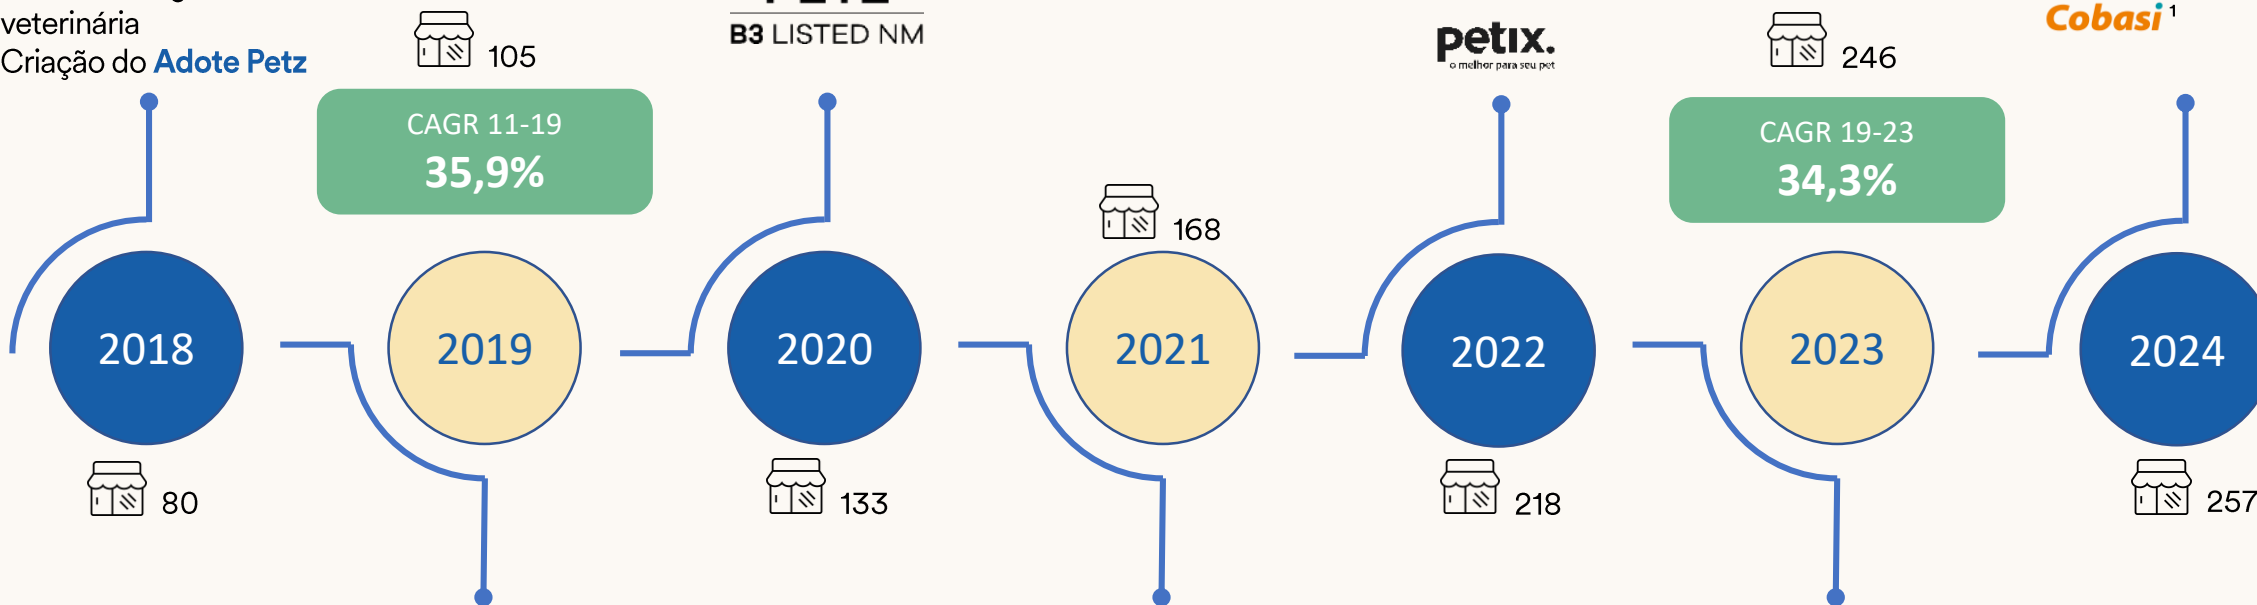 veterinária
Criação do Adote Petz
105
CAGR 11-19
35,9%
B3 LISTED NM
168
petix.
o melhor para seu pet
246
CAGR 19-23
34,3%
Cobasi ¹
2018
2019
2020
2021
2022
2023
2024
80
133
218
257